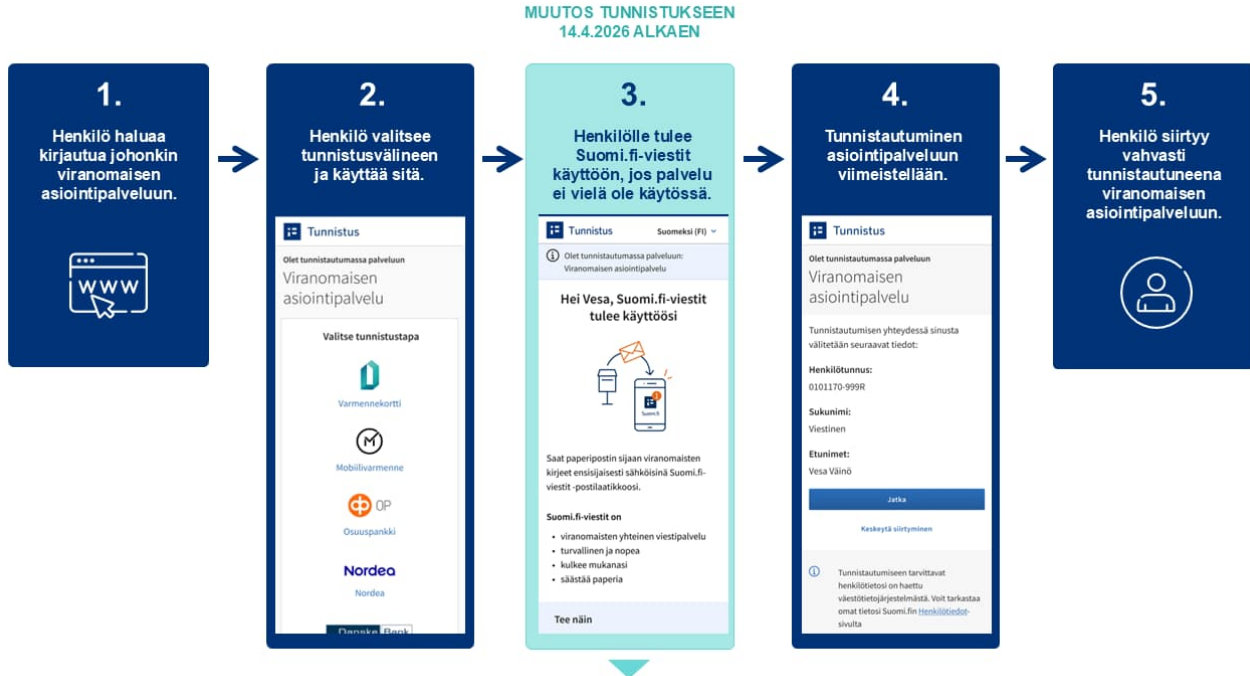 MUUTOS TUNNISTUKSEEN
14.4.2026 ALKAEN
1.
Henkilö haluaa
kirjautua johonkin
viranomaisen
asiointipalveluun.
www
2.
Henkilö valitsee
tunnistusvälineen
ja käyttää sitä.
Tunnistus
Olet tunnistautumassa palveluun
Viranomaisen
asiointipalvelu
Valitse tunnistustapa
Varmennekortti
Mobiilivarmenne
OP
Osuuspankki
Nordea
Nordea
Danske Bank
3.
Henkilölle tulee
Suomi.fi-viestit
käyttöön, jos palvelu
ei vielä ole käytössä.
Tunnistus Suomeksi (FI)
Olet tunnistautumassa palveluun:
Viranomaisen asiointipalvelu
Hei Vesa, Suomi.fi-viestit
tulee käyttöösi
1
Suomi.fi
Saat paperipostin sijaan viranomaisten
kirjeet ensisijaisesti sähköisinä Suomi.fi-
viestit -postilaatikkoosi.
Suomi.fi-viestit on
• viranomaisten yhteinen viestipalvelu
• turvallinen ja nopea
• kulkee mukanasi
• säästää paperia
Tee näin
4.
Tunnistautuminen
asiointipalveluun
viimeistellään.
Tunnistus
Olet tunnistautumassa palveluun
Viranomaisen
asiointipalvelu
Tunnistautumisen yhteydessä sinusta
välitetään seuraavat tiedot:
Henkilötunnus:
0101170-999R
Sukunimi:
Viestinen
Etunimet:
Vesa Väinö
Jatka
Keskeytä siirtyminen
Tunnistautumiseen tarvittavat
henkilötietosi on haettu
väestötietojärjestelmästä. Voit tarkastaa
omat tietosi Suomi.fin Henkilötiedot-
sivulta
5.
Henkilö siirtyy
vahvasti
tunnistautuneena
viranomaisen
asiointipalveluun.